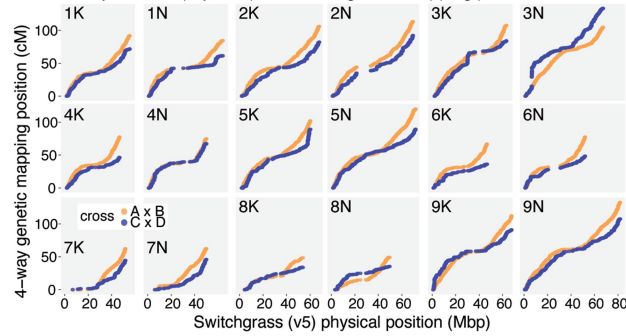 1K 1N 2K 2N 3K 3N
100
50
0
4K 4N 5K 5N 6K 6N
100
50
0
cross A x B
C x D
7K 7N 8K 8N 9K 9N
100
50
0
0 20 40 0 20 40 0 20 40 60 0 20 40 60 0 20 40 60 0 20 40 60 80
4−way genetic mapping position (cM)
Switchgrass (v5) physical position (Mbp)